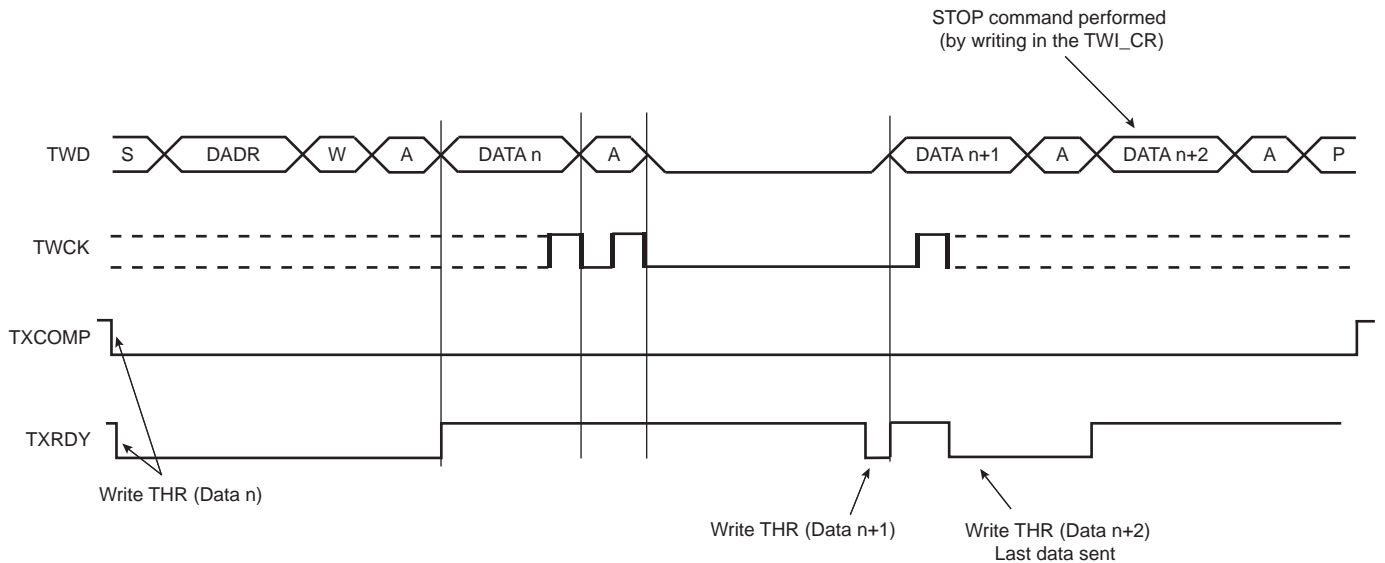 STOP command performed
(by writing in the TWI_CR)
TWD S DADR W A DATA n A DATA n+1 A DATA n+2 A P
TWCK
TXCOMP
TXRDY
Write THR (Data n)
Write THR (Data n+1)
Write THR (Data n+2)
Last data sent